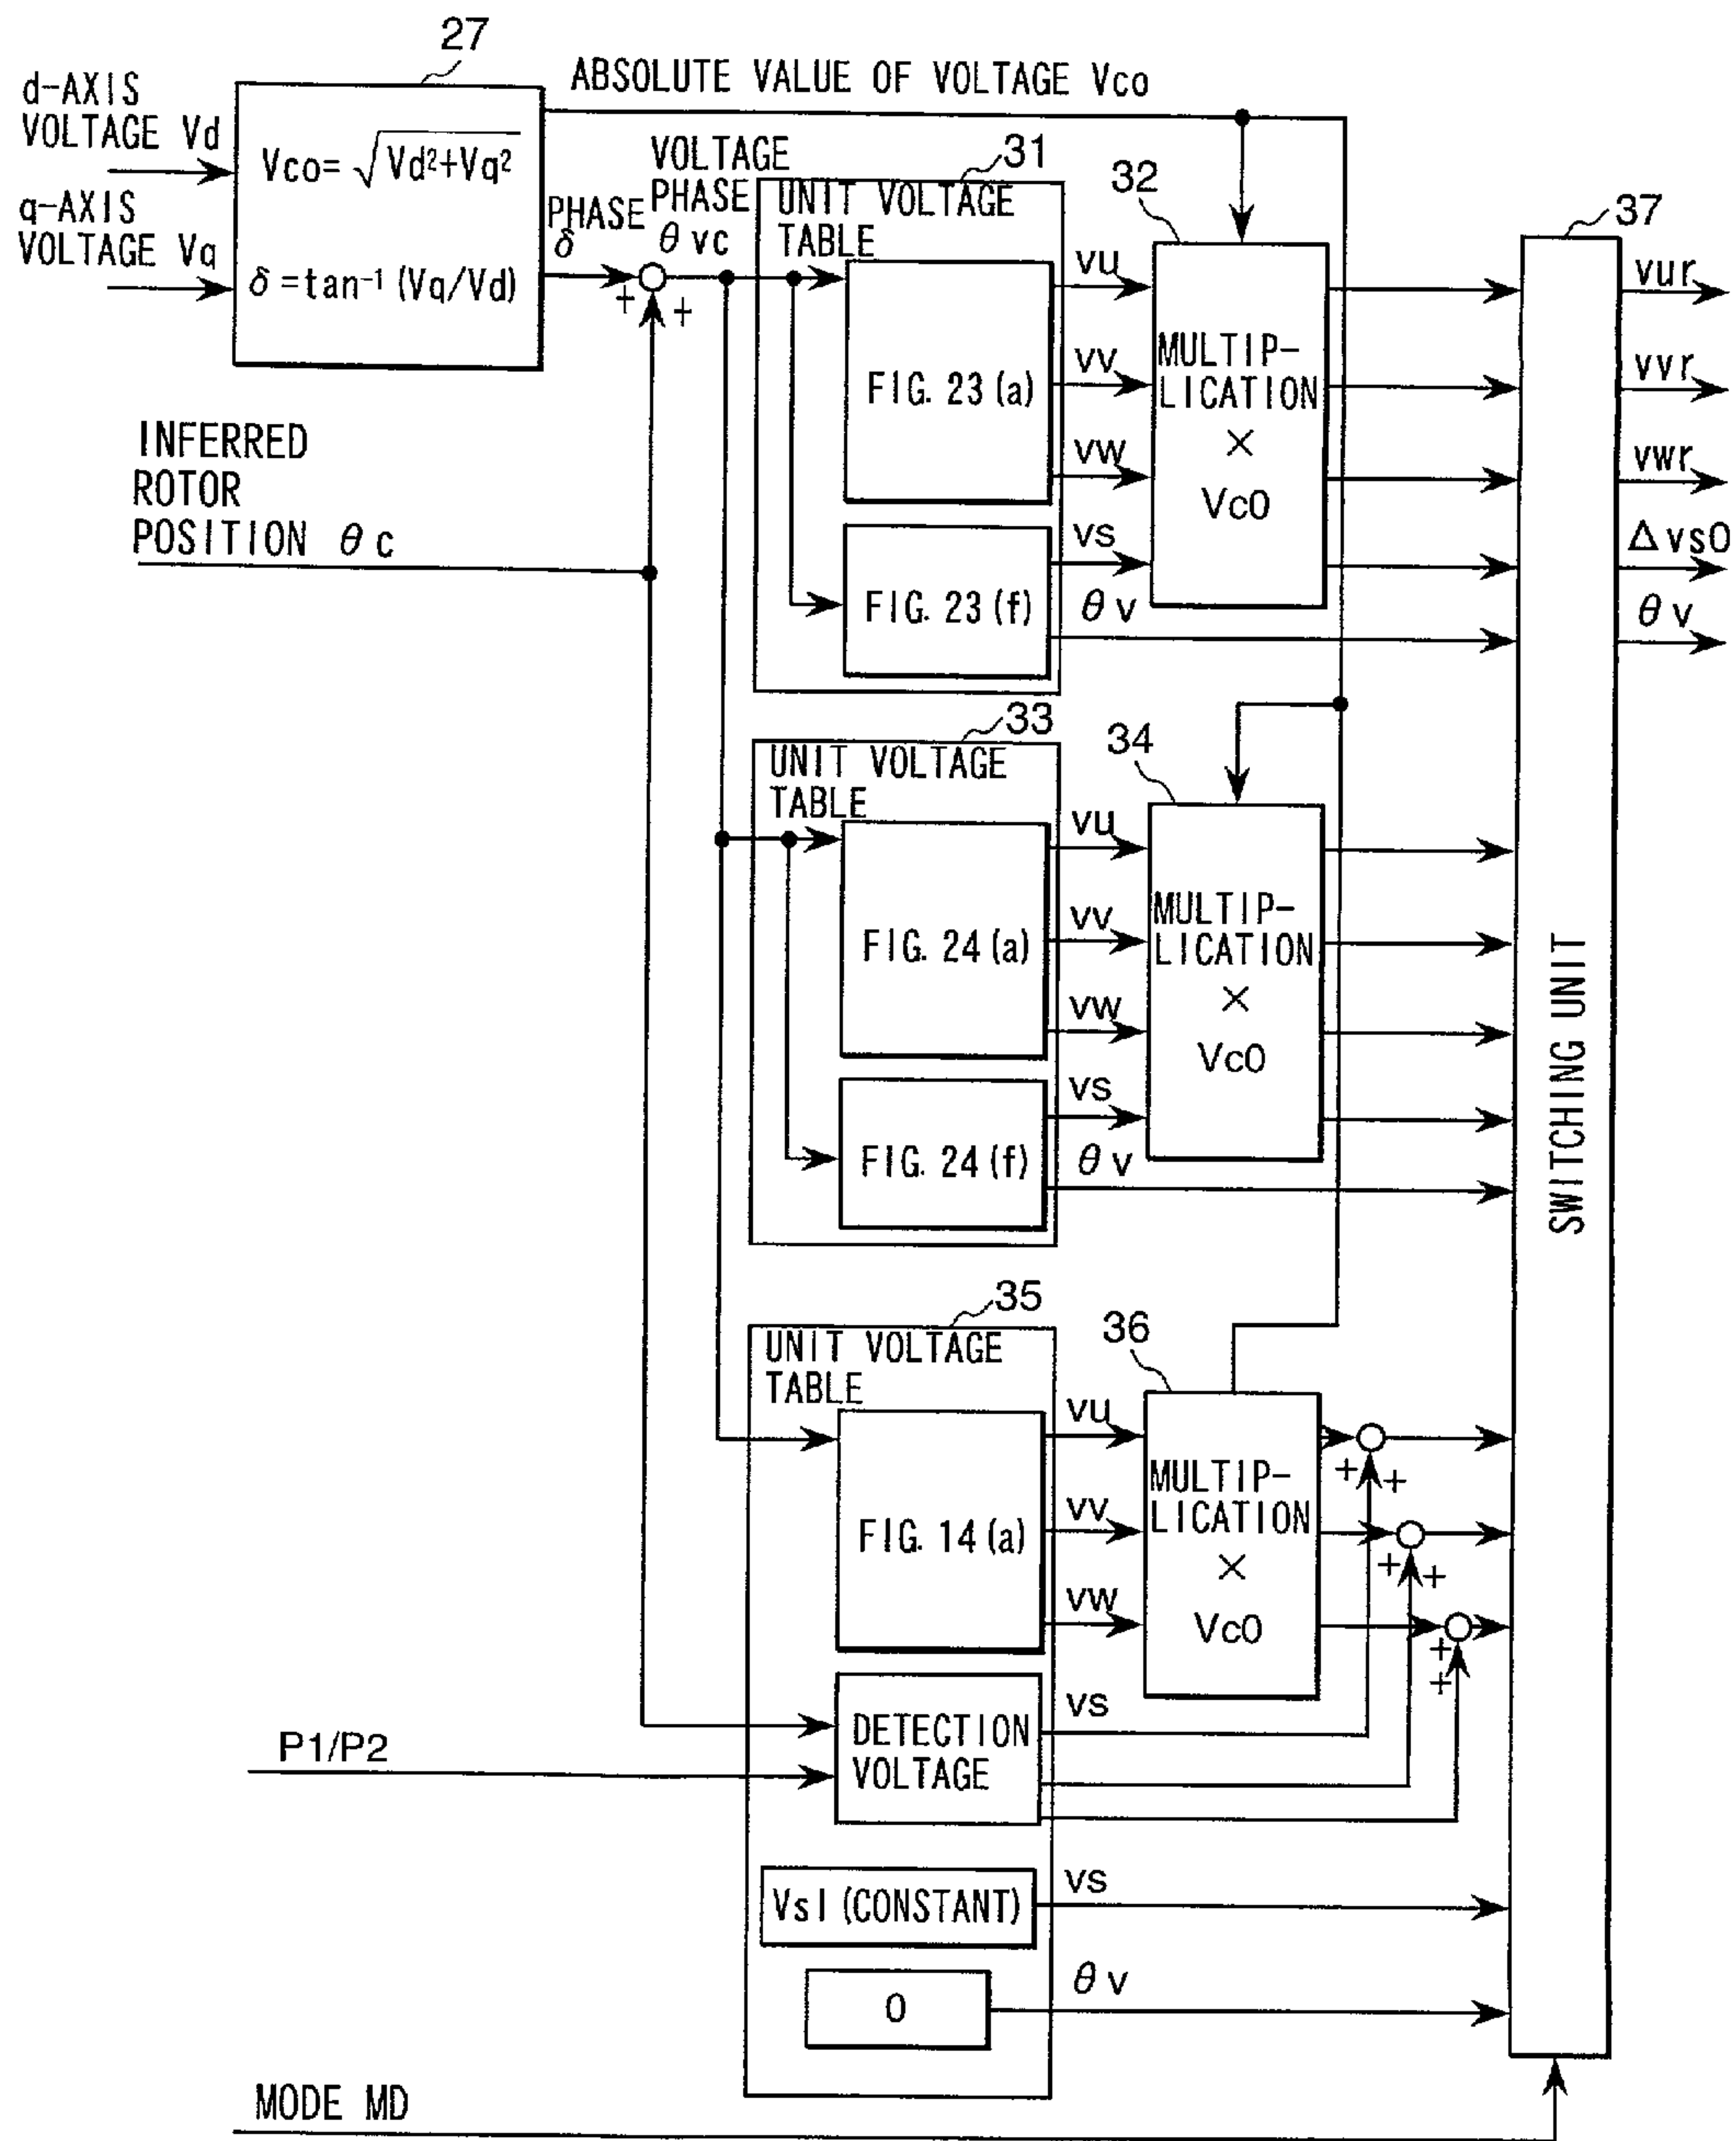 27
d-AXIS
VOLTAGE Vd
q-AXIS
VOLTAGE Vq
Vco=√Vd²+Vq²
δ=tan⁻¹(Vq/Vd)
ABSOLUTE VALUE OF VOLTAGE Vco
PHASE
δ
VOLTAGE
PHASE
θvc
+
+
INFERRED
ROTOR
POSITION θc
31
UNIT VOLTAGE
TABLE
FIG. 23(a)
FIG. 23(f)
vu
vv
vw
vs
θv
32
MULTIP-
LICATION
×
Vc0
37
SWITCHING UNIT
vur
vvr
vwr
Δvs0
θv
33
UNIT VOLTAGE
TABLE
FIG. 24(a)
FIG. 24(f)
vu
vv
vw
vs
θv
34
MULTIP-
LICATION
×
Vc0
35
UNIT VOLTAGE
TABLE
FIG. 14(a)
vu
vv
vw
36
MULTIP-
LICATION
×
Vc0
+
+
+
+
+
+
P1/P2
DETECTION
VOLTAGE
vs
VsI(CONSTANT)
vs
0
θv
MODE MD